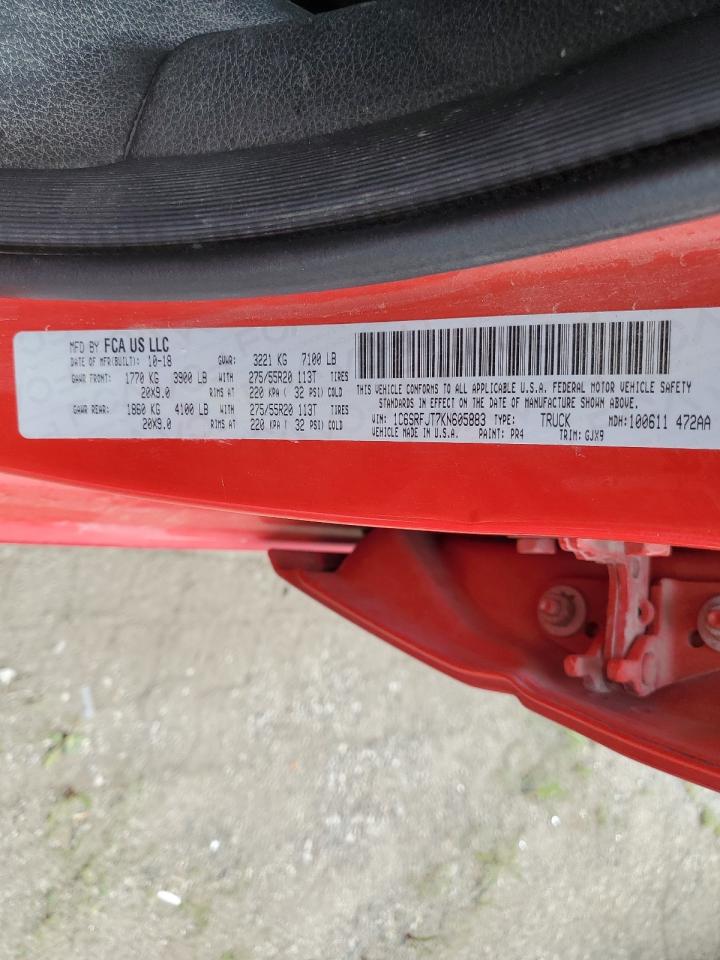 MFD BY FCA US LLC
DATE OF MFR(BUILT): 10-18 GVWR: 3221 KG 7100 LB
GAWR FRONT: 1770 KG 3900 LB WITH 275/55R20 113T TIRES
20X9.0 RIMS AT 220 KPA ( 32 PSI) COLD
GAWR REAR: 1860 KG 4100 LB WITH 275/55R20 113T TIRES
20X9.0 RIMS AT 220 KPA ( 32 PSI) COLD
THIS VEHICLE CONFORMS TO ALL APPLICABLE U.S.A. FEDERAL MOTOR VEHICLE SAFETY
STANDARDS IN EFFECT ON THE DATE OF MANUFACTURE SHOWN ABOVE.
VIN: 1C6SRFJT7KN605883 TYPE: TRUCK MDH: 100611 472AA
VEHICLE MADE IN U.S.A. PAINT: PR4 TRIM: GJX9